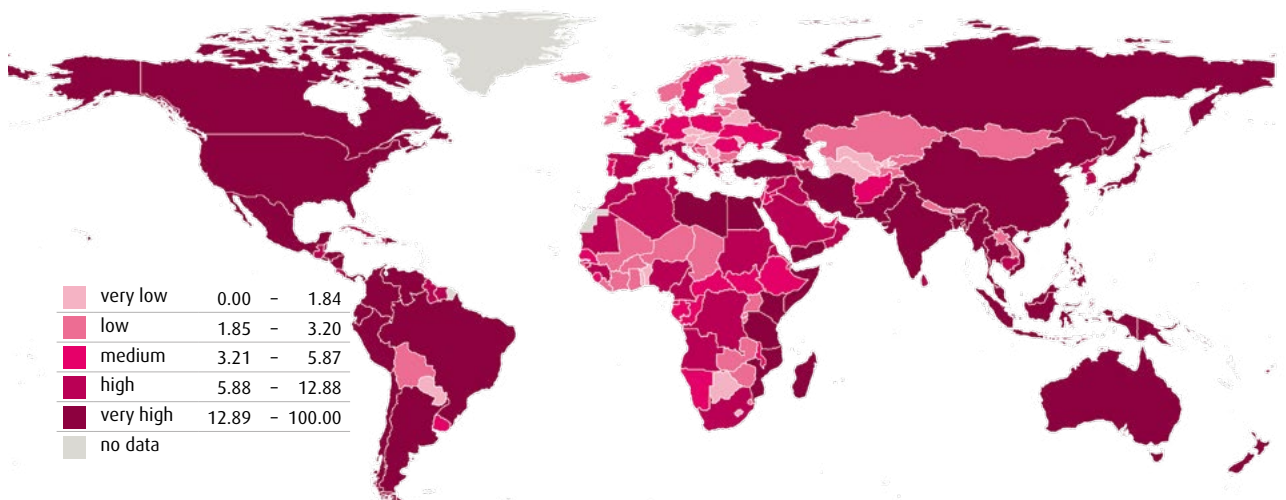 very low 0.00 – 1.84
low 1.85 – 3.20
medium 3.21 – 5.87
high 5.88 – 12.88
very high 12.89 – 100.00
no data